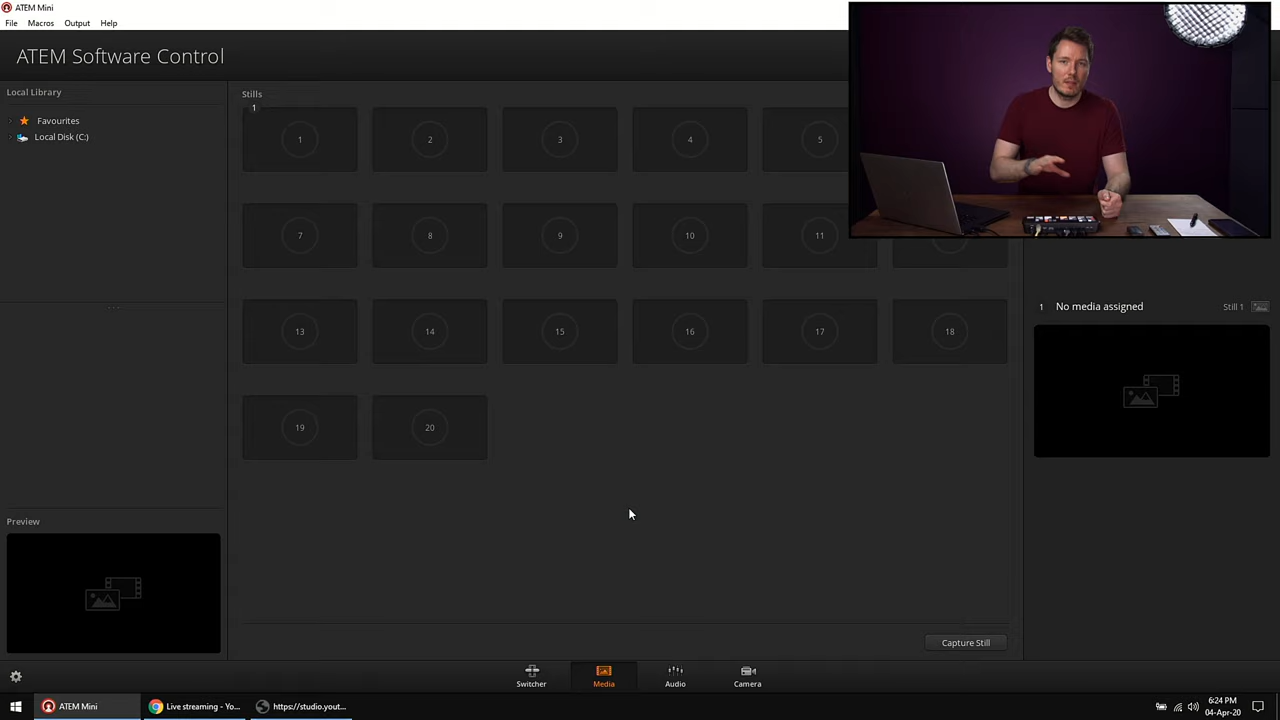 ATEM Mini
File Macros Output Help
ATEM Software Control
Local Library
Favourites
Local Disk (C:)
Preview
Stills
1
1 2 3 4 5
7 8 9 10 11
13 14 15 16 17 18
19 20
1 No media assigned Still 1
Capture Still
Switcher Media Audio Camera
ATEM Mini Live streaming - Yo... https://studio.yout...
6:24 PM
04-Apr-20